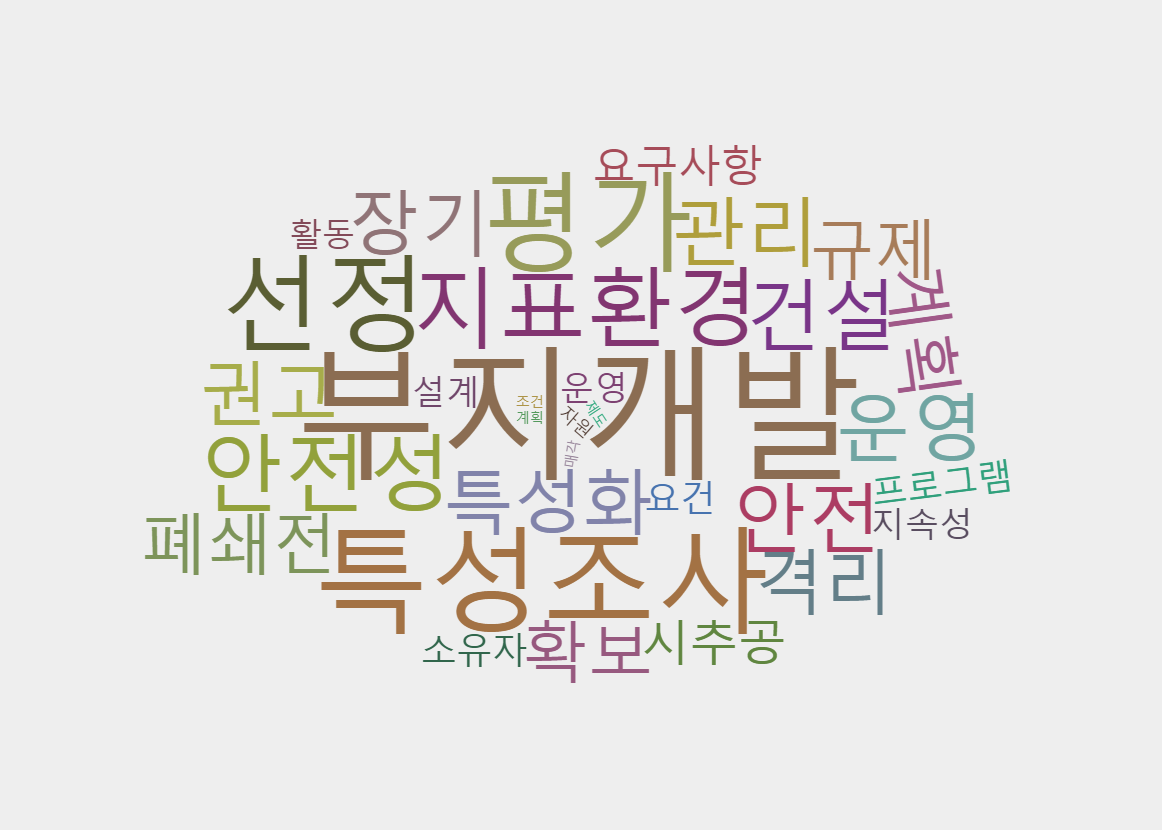 요구사항
평가
장기
활동
관리
규제
선정
지표환경
건설
계획
부지개발
권고
설계
운영
조건
계획
제도
자원
매각
운영
안전성
특성화
요건
안전
프로그램
지속성
폐쇄전
특성조사
격리
소유자
확보
시추공